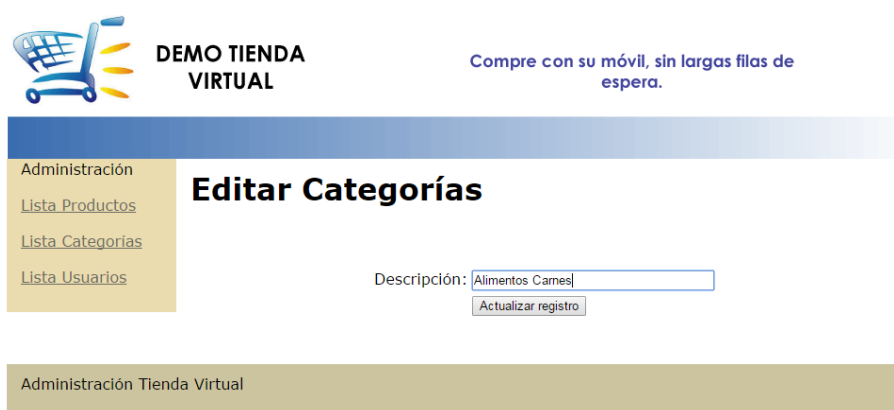 DEMO TIENDA
VIRTUAL
Compre con su móvil, sin largas filas de
espera.
Administración
Lista Productos
Lista Categorías
Lista Usuarios
Editar Categorías
Descripción: Alimentos Carnes
Actualizar registro
Administración Tienda Virtual